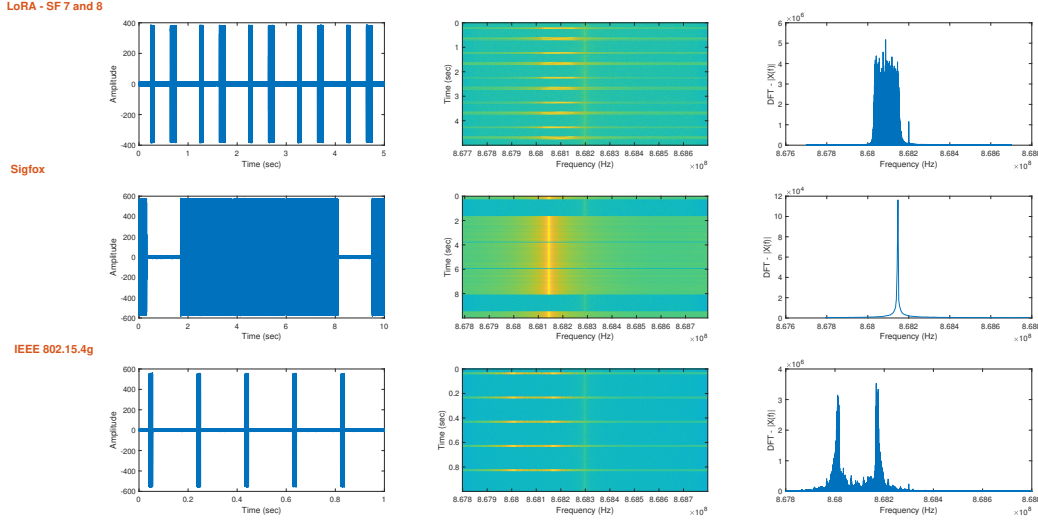 LoRA - SF 7 and 8
400
200
0
-200
-400
Amplitude
0 1 2 3 4 5
Time (sec)
0
1
2
3
4
Time (sec)
8.677 8.678 8.679 8.68 8.681 8.682 8.683 8.684 8.685 8.686
Frequency (Hz)
×10⁸
×10⁶
6
5
4
3
2
1
0
DFT - |X(f)|
8.676 8.678 8.68 8.682 8.684 8.686 8.688
Frequency (Hz)
×10⁸
Sigfox
600
400
200
0
-200
-400
-600
Amplitude
0 2 4 6 8 10
Time (sec)
0
2
4
6
8
Time (sec)
8.678 8.679 8.68 8.681 8.682 8.683 8.684 8.685 8.686 8.687
Frequency (Hz)
×10⁸
×10⁴
12
10
8
6
4
2
0
DFT - |X(f)|
8.676 8.678 8.68 8.682 8.684 8.686 8.688
Frequency (Hz)
×10⁸
IEEE 802.15.4g
600
400
200
0
-200
-400
-600
Amplitude
0.2 0.4 0.6 0.8 1
Time (sec)
0
0.2
0.4
0.6
0.8
Time (sec)
8.678 8.679 8.68 8.681 8.682 8.683 8.684 8.685 8.686 8.687
Frequency (Hz)
×10⁸
×10⁶
4
3
2
1
0
DFT - |X(f)|
8.678 8.68 8.682 8.684 8.686 8.688
Frequency (Hz)
×10⁸